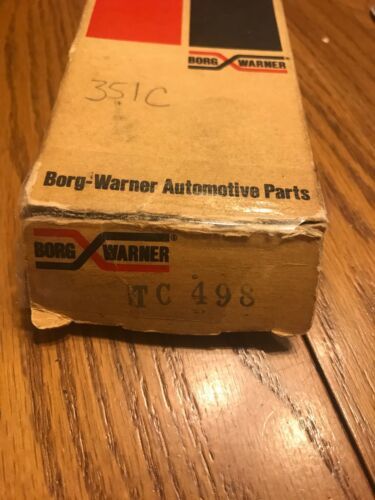 BORG WARNER
351C
Borg-Warner Automotive Parts
BORG WARNER®
TC 498